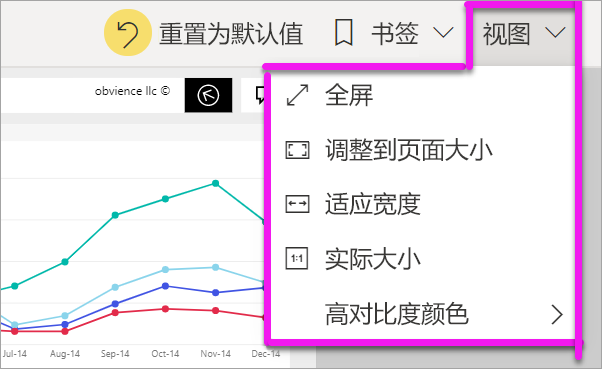 重置为默认值 书签 视图
obvience llc ©
全屏
调整到页面大小
适应宽度
1:1 实际大小
高对比度颜色
Jul-14 Aug-14 Sep-14 Oct-14 Nov-14 Dec-14